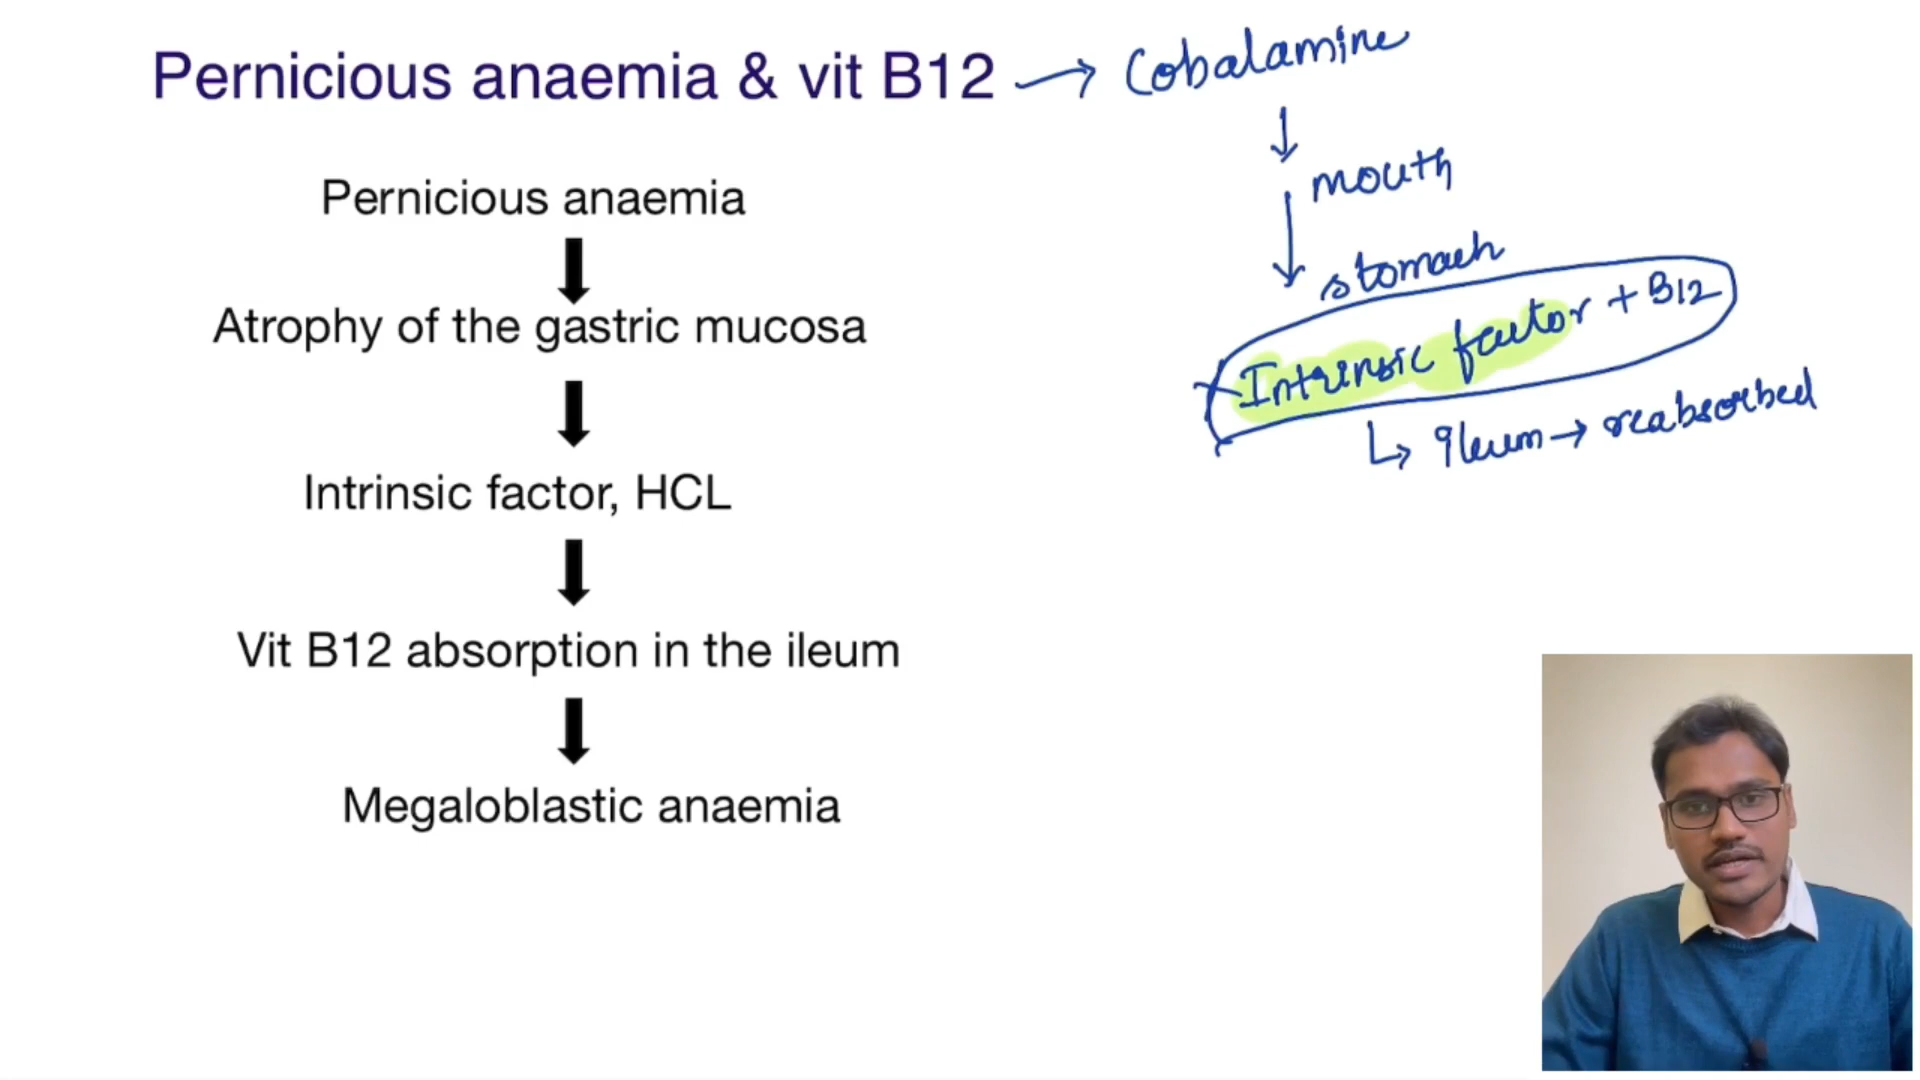 Pernicious anaemia & vit B12 → Cobalamine
mouth
stomach
Intrinsic factor + B12
Ileum → reabsorbed
Pernicious anaemia
Atrophy of the gastric mucosa
Intrinsic factor, HCL
Vit B12 absorption in the ileum
Megaloblastic anaemia